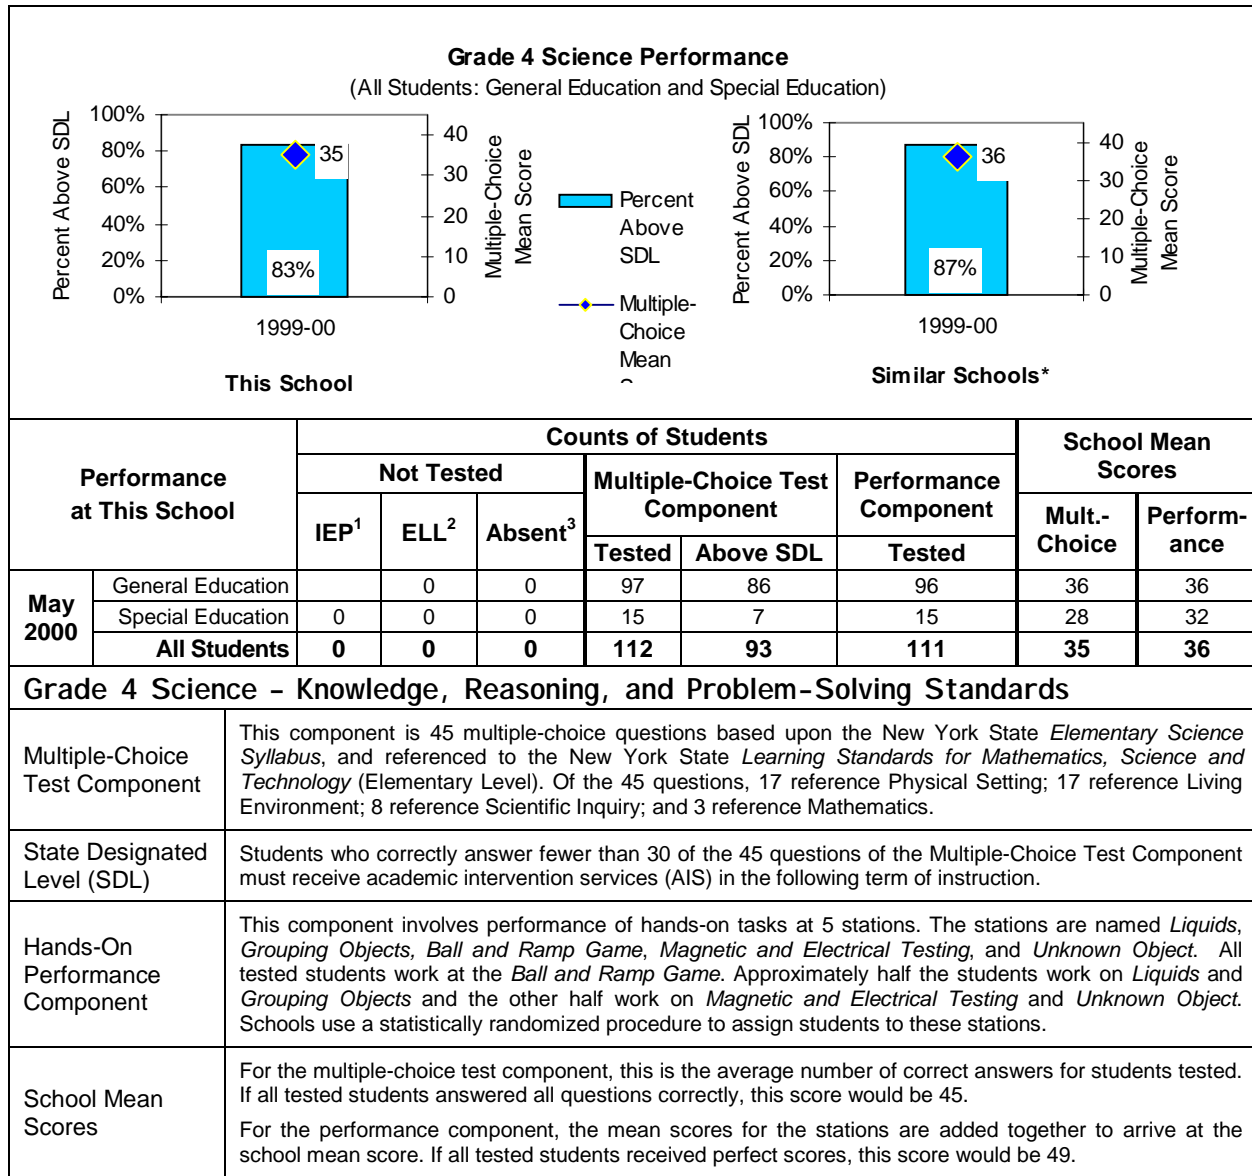 Grade 4 Science Performance
(All Students: General Education and Special Education)
Percent Above SDL
100%
80%
60%
40%
20%
0%
35
83%
40
30
20
10
0
Multiple-Choice
Mean Score
1999-00
This School
Percent
Above
SDL
Multiple-
Choice
Mean
Percent Above SDL
100%
80%
60%
40%
20%
0%
36
87%
40
30
20
10
0
Multiple-Choice
Mean Score
1999-00
Similar Schools*
Performance
at This School
Counts of Students
School Mean
Scores
Not Tested
Multiple-Choice Test
Component
Performance
Component
IEP1 ELL2 Absent3
Tested Above SDL Tested
Mult.-
Choice
Perform-
ance
May
2000
General Education 0 0 97 86 96 36 36
Special Education 0 0 0 15 7 15 28 32
All Students 0 0 0 112 93 111 35 36
Grade 4 Science – Knowledge, Reasoning, and Problem-Solving Standards
Multiple-Choice
Test Component
This component is 45 multiple-choice questions based upon the New York State Elementary Science
Syllabus, and referenced to the New York State Learning Standards for Mathematics, Science and
Technology (Elementary Level). Of the 45 questions, 17 reference Physical Setting; 17 reference Living
Environment; 8 reference Scientific Inquiry; and 3 reference Mathematics.
State Designated
Level (SDL)
Students who correctly answer fewer than 30 of the 45 questions of the Multiple-Choice Test Component
must receive academic intervention services (AIS) in the following term of instruction.
Hands-On
Performance
Component
This component involves performance of hands-on tasks at 5 stations. The stations are named Liquids,
Grouping Objects, Ball and Ramp Game, Magnetic and Electrical Testing, and Unknown Object. All
tested students work at the Ball and Ramp Game. Approximately half the students work on Liquids and
Grouping Objects and the other half work on Magnetic and Electrical Testing and Unknown Object.
Schools use a statistically randomized procedure to assign students to these stations.
School Mean
Scores
For the multiple-choice test component, this is the average number of correct answers for students tested.
If all tested students answered all questions correctly, this score would be 45.
For the performance component, the mean scores for the stations are added together to arrive at the
school mean score. If all tested students received perfect scores, this score would be 49.